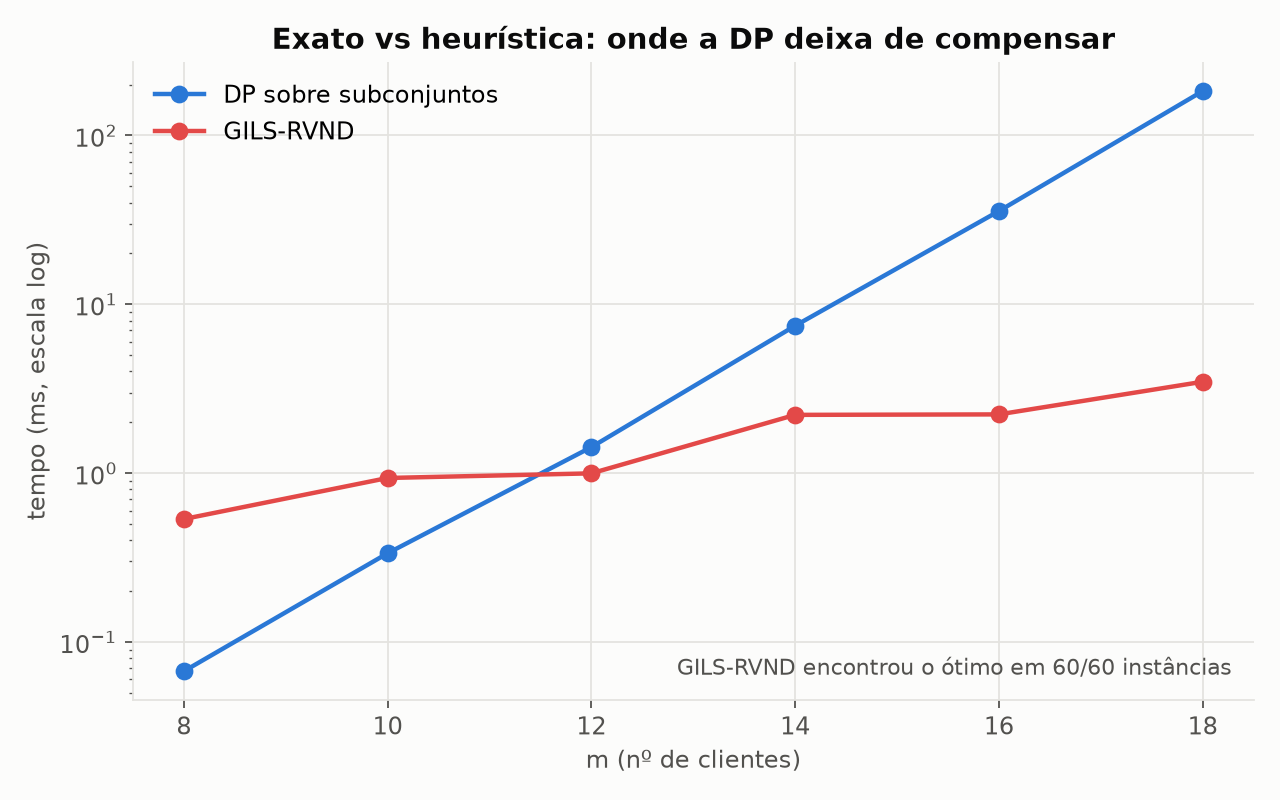 Exato vs heurística: onde a DP deixa de compensar
DP sobre subconjuntos
GILS-RVND
tempo (ms, escala log)
10²
10¹
10⁰
10⁻¹
GILS-RVND encontrou o ótimo em 60/60 instâncias
8 10 12 14 16 18
m (nº de clientes)